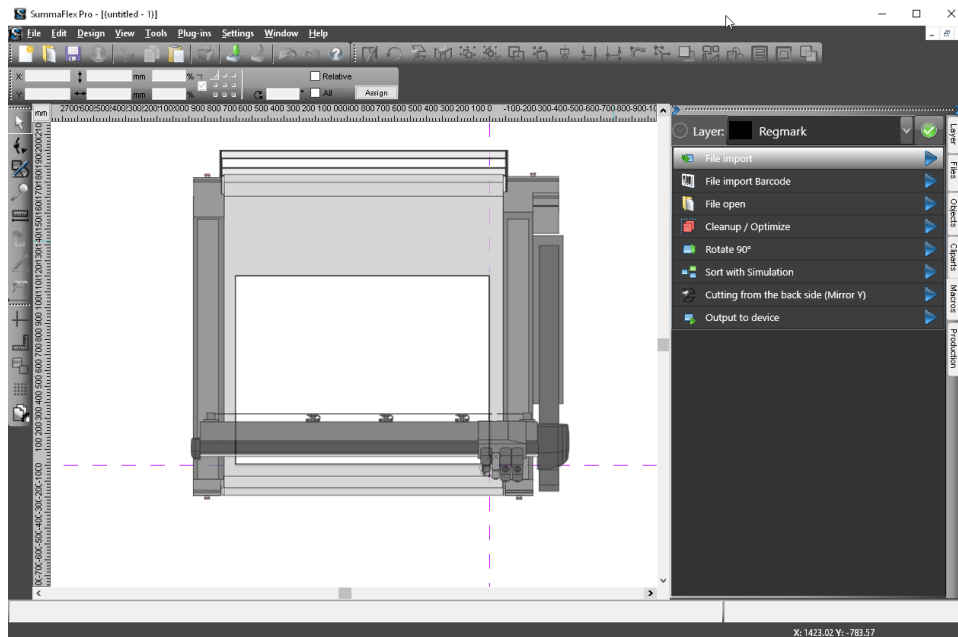 SummaFlex Pro - [{untitled - 1}]
File Edit Design View Tools Plug-ins Settings Window Help
X: mm % Relative
Y: mm % ° All Assign
mm
Layer: Regmark
File import
File import Barcode
File open
Cleanup / Optimize
Rotate 90°
Sort with Simulation
Cutting from the back side (Mirror Y)
Output to device
Layer
Files
Objects
Cliparts
Macros
Production
X: 1423.02 Y: -783.57